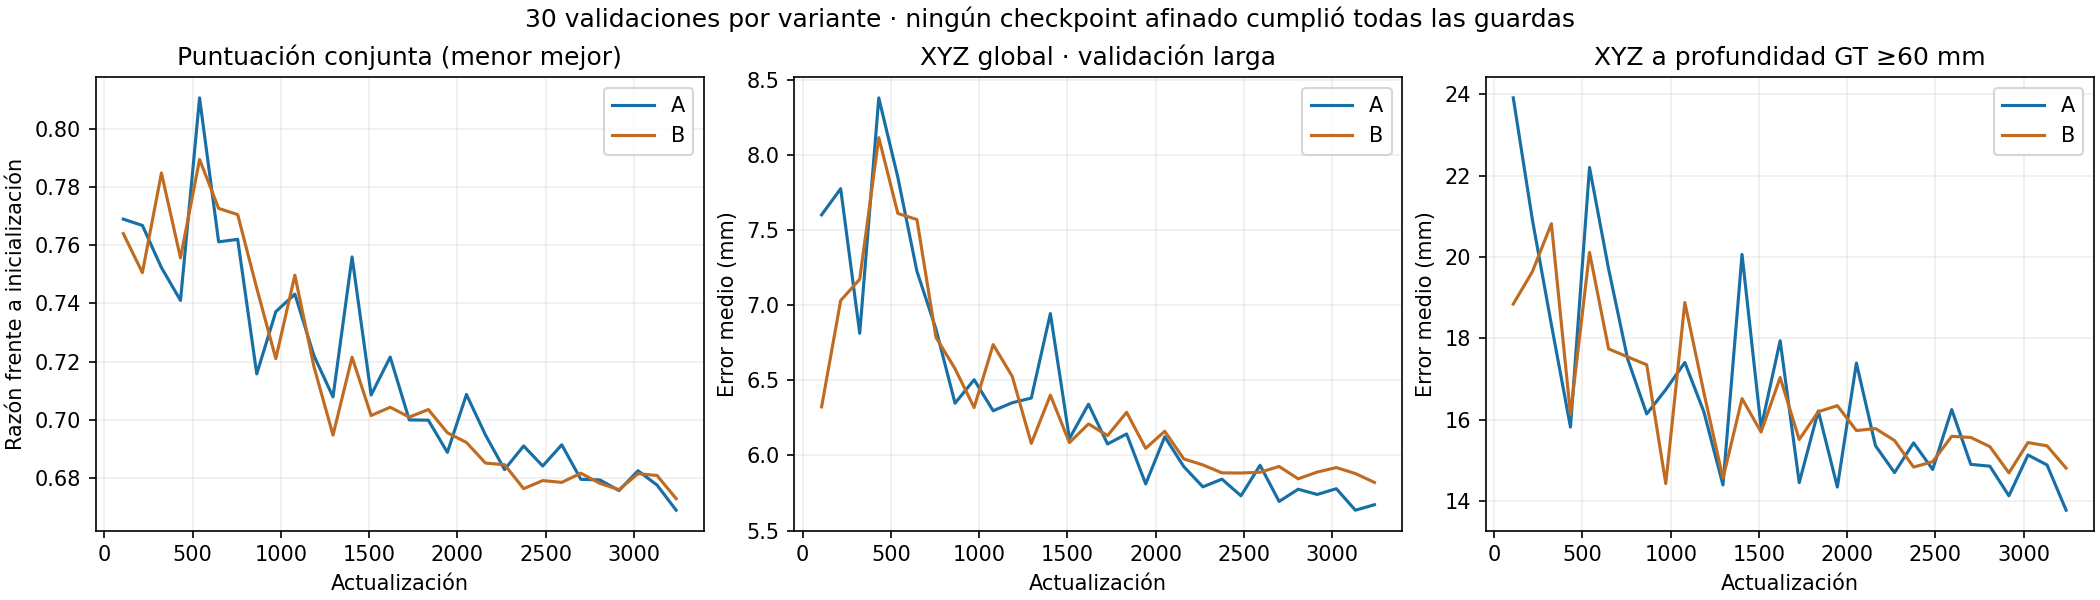 30 validaciones por variante · ningún checkpoint afinado cumplió todas las guardas
Puntuación conjunta (menor mejor)
Razón frente a inicialización
0.80
0.78
0.76
0.74
0.72
0.70
0.68
0 500 1000 1500 2000 2500 3000
Actualización
A
B
XYZ global · validación larga
Error medio (mm)
8.5
8.0
7.5
7.0
6.5
6.0
5.5
0 500 1000 1500 2000 2500 3000
Actualización
A
B
XYZ a profundidad GT ≥60 mm
Error medio (mm)
24
22
20
18
16
14
0 500 1000 1500 2000 2500 3000
Actualización
A
B